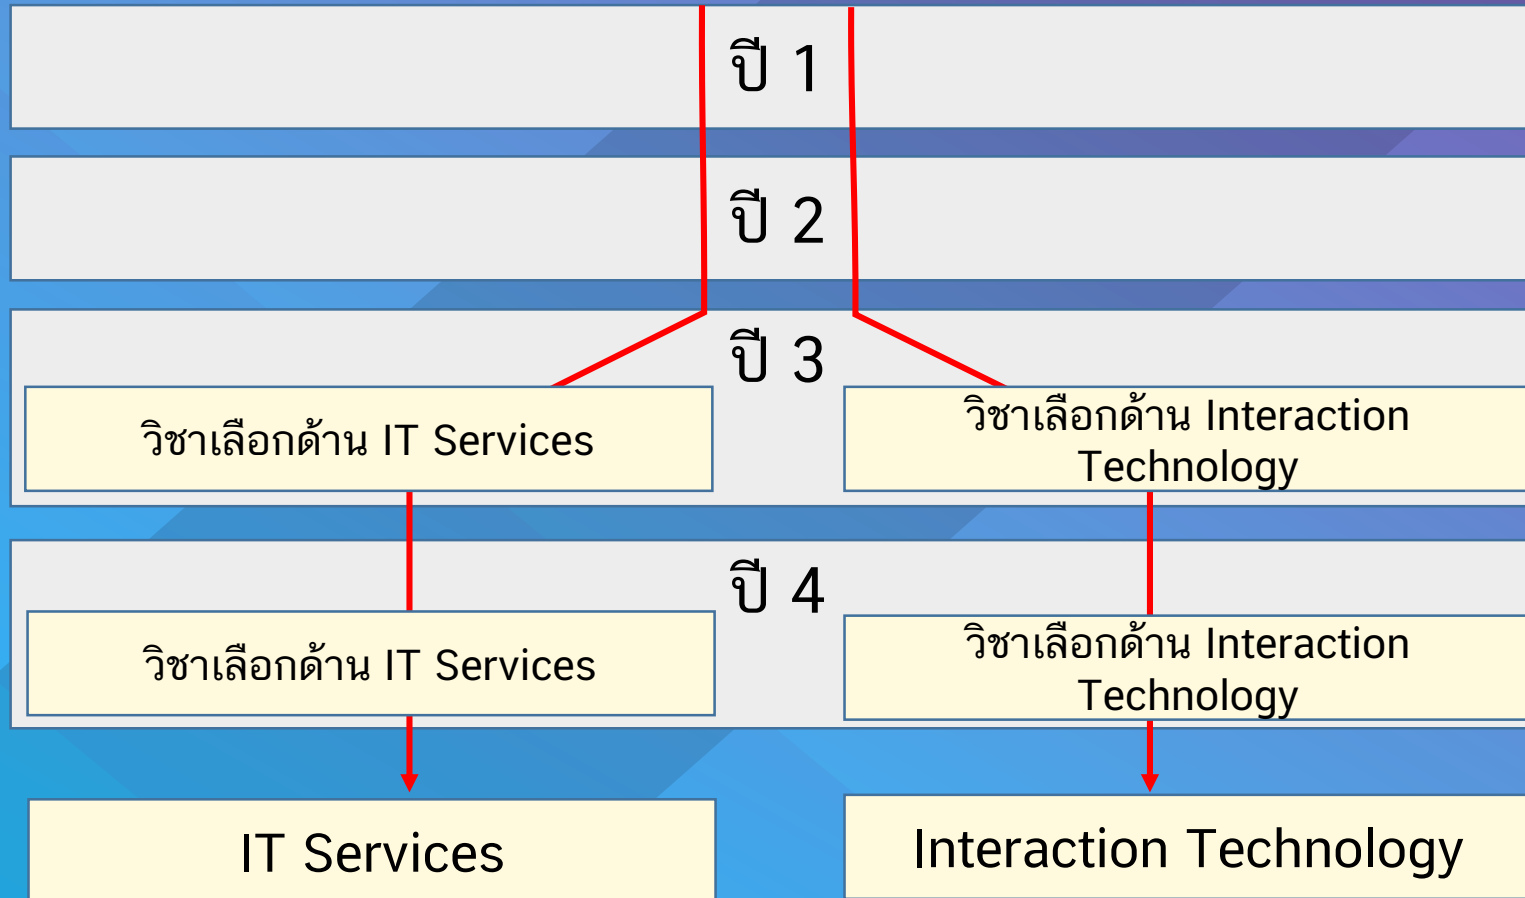 ปี 1
ปี 2
ปี 3
วิชาเลือกด้าน IT Services
วิชาเลือกด้าน Interaction
Technology
ปี 4
วิชาเลือกด้าน IT Services
วิชาเลือกด้าน Interaction
Technology
IT Services
Interaction Technology